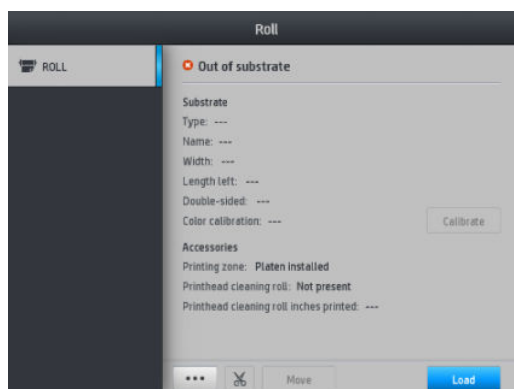 Roll
ROLL
Out of substrate
Substrate
Type: ---
Name: ---
Width: ---
Length left: ---
Double-sided: ---
Color calibration: ---
Calibrate
Accessories
Printing zone: Platen installed
Printhead cleaning roll: Not present
Printhead cleaning roll inches printed: ---
...
Move
Load